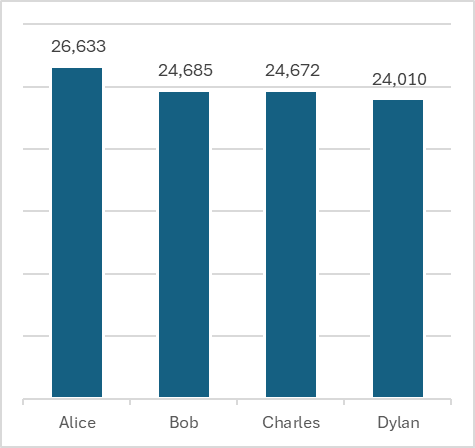 26,633
24,685
24,672
24,010
Alice
Bob
Charles
Dylan